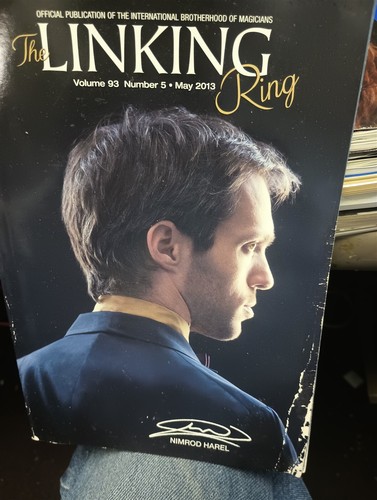 OFFICIAL PUBLICATION OF THE INTERNATIONAL BROTHERHOOD OF MAGICIANS
The LINKING
Ring
Volume 93 Number 5 • May 2013
NIMROD HAREL